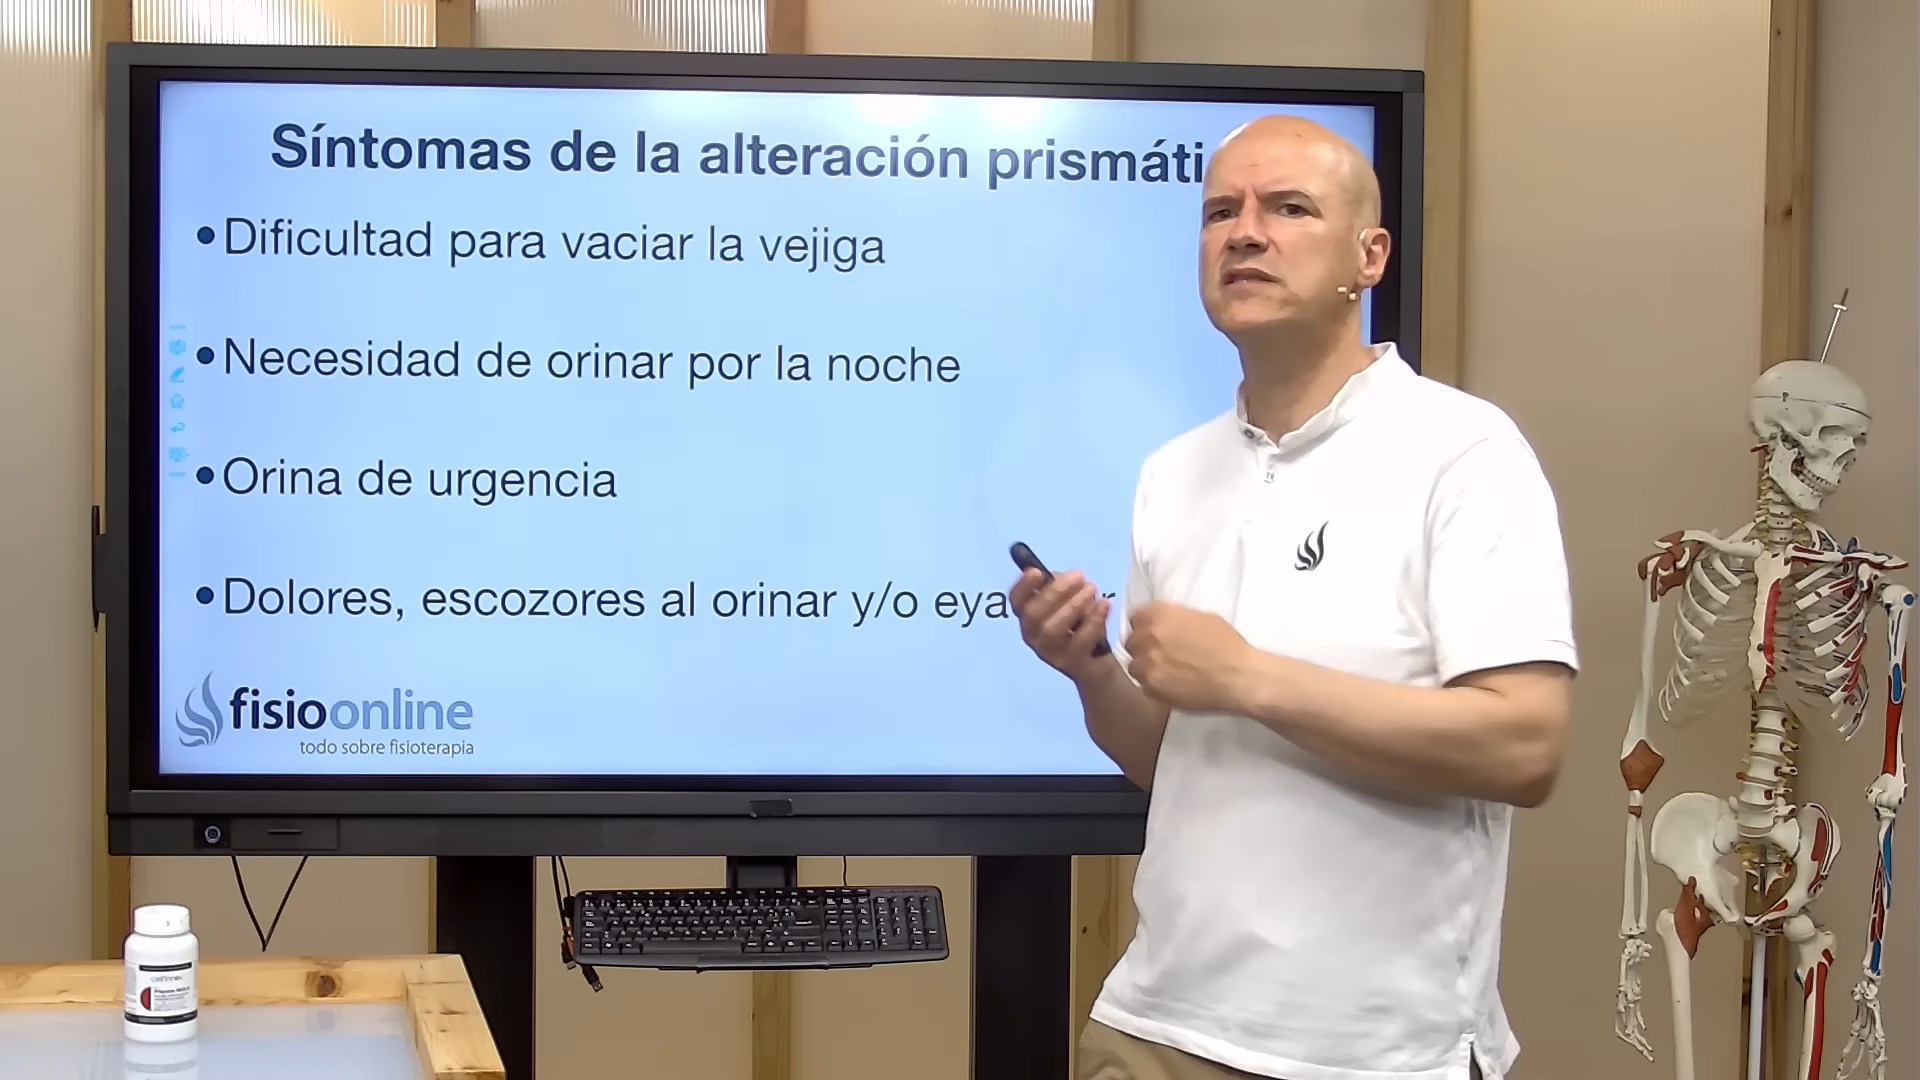 Síntomas de la alteración prismáti
•Dificultad para vaciar la vejiga
•Necesidad de orinar por la noche
•Orina de urgencia
•Dolores, escozores al orinar y/o eya r
fisioonline
todo sobre fisioterapia